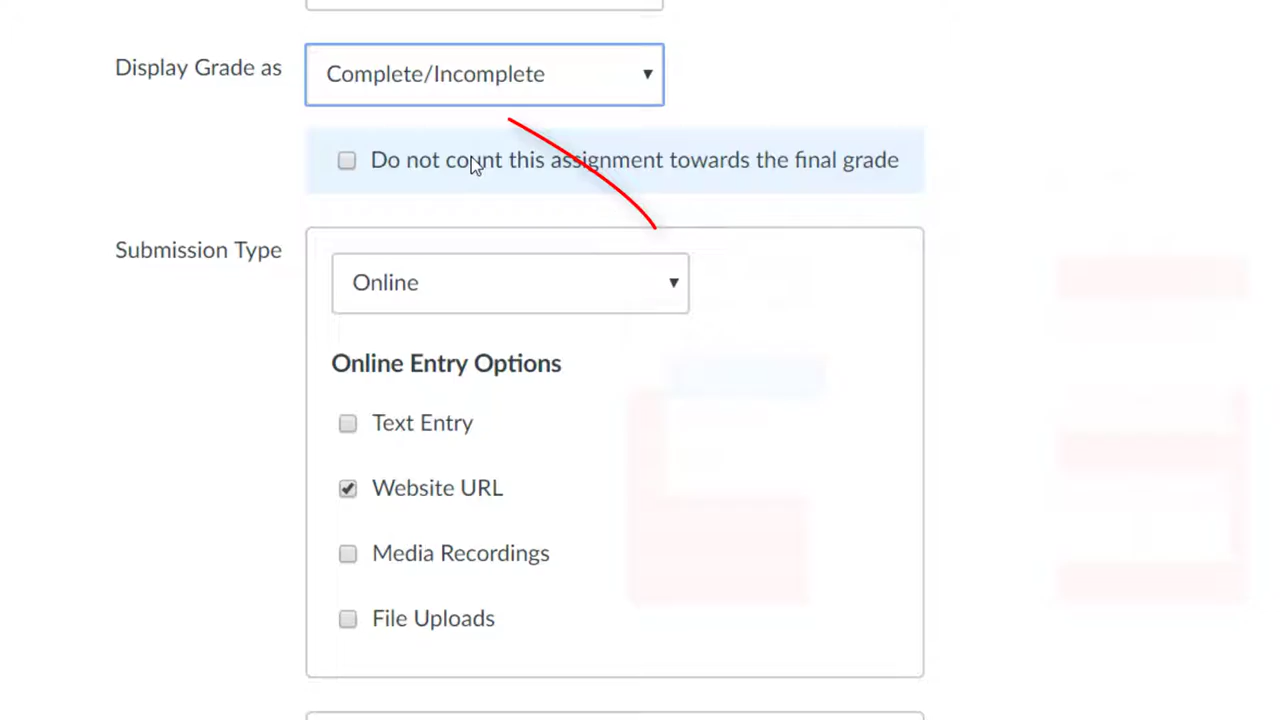 Display Grade as
Complete/Incomplete
Do not count this assignment towards the final grade
Submission Type
Online
Online Entry Options
Text Entry
Website URL
Media Recordings
File Uploads